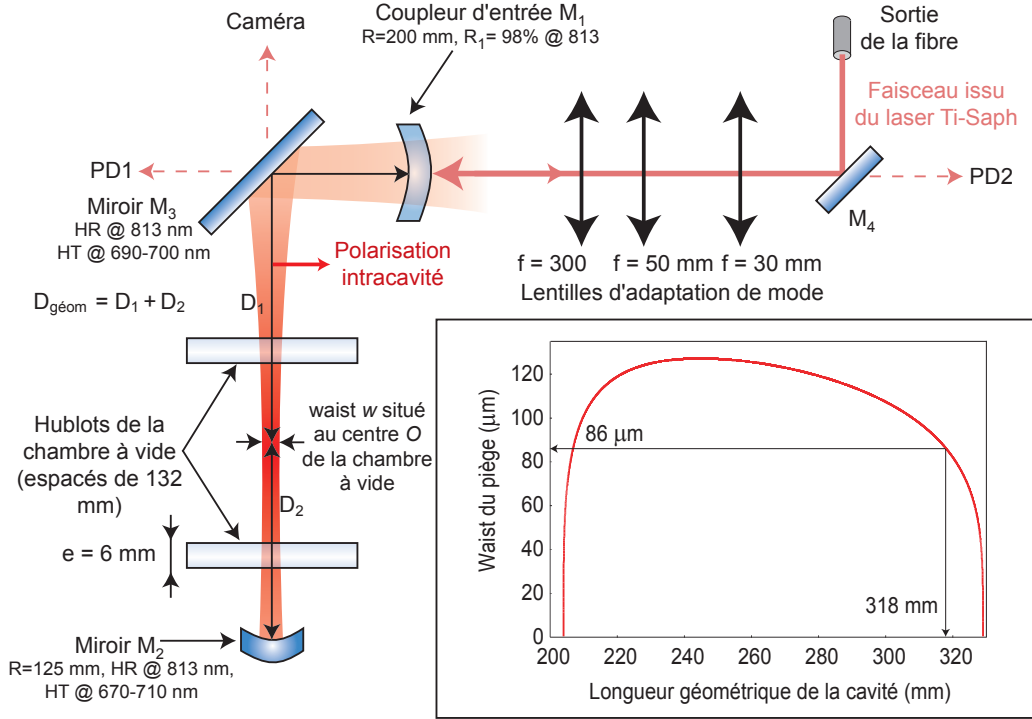 Caméra
Coupleur d'entrée M1
R=200 mm, R1= 98% @ 813
Sortie
de la fibre
Faisceau issu
du laser Ti-Saph
PD1
PD2
M4
Miroir M3
HR @ 813 nm
HT @ 690-700 nm
Polarisation
intracavité
f = 300
f = 50 mm
f = 30 mm
Lentilles d'adaptation de mode
Dgéom = D1 + D2
D1
Hublots de la
chambre à vide
(espacés de 132
mm)
waist w situé
au centre O
de la chambre
à vide
D2
e = 6 mm
Miroir M2
R=125 mm, HR @ 813 nm,
HT @ 670-710 nm
Waist du piège (µm)
120
100
80
60
40
20
0
86 µm
318 mm
200
220
240
260
280
300
320
Longueur géométrique de la cavité (mm)